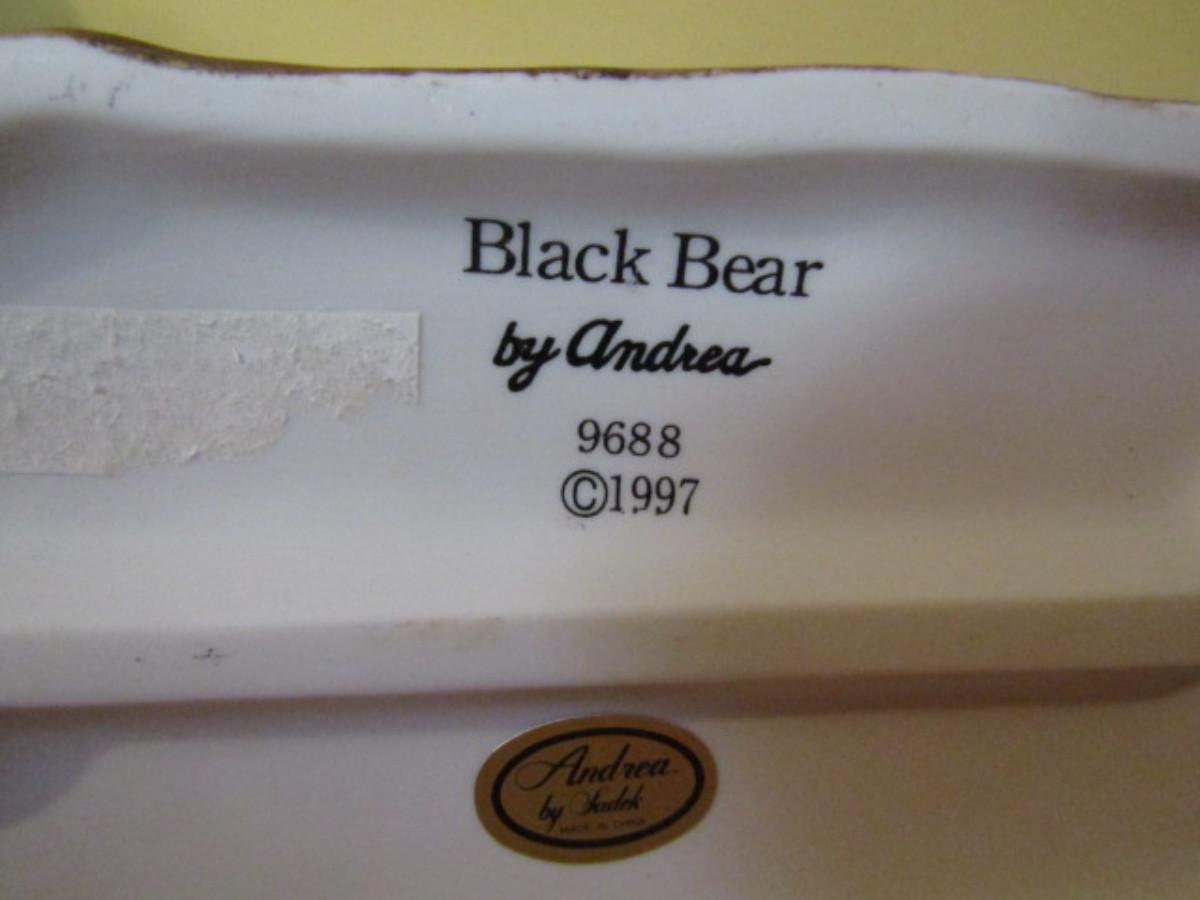 Black Bear
by Andrea
9688
©1997
Andrea
by Sadek
MADE IN CHINA